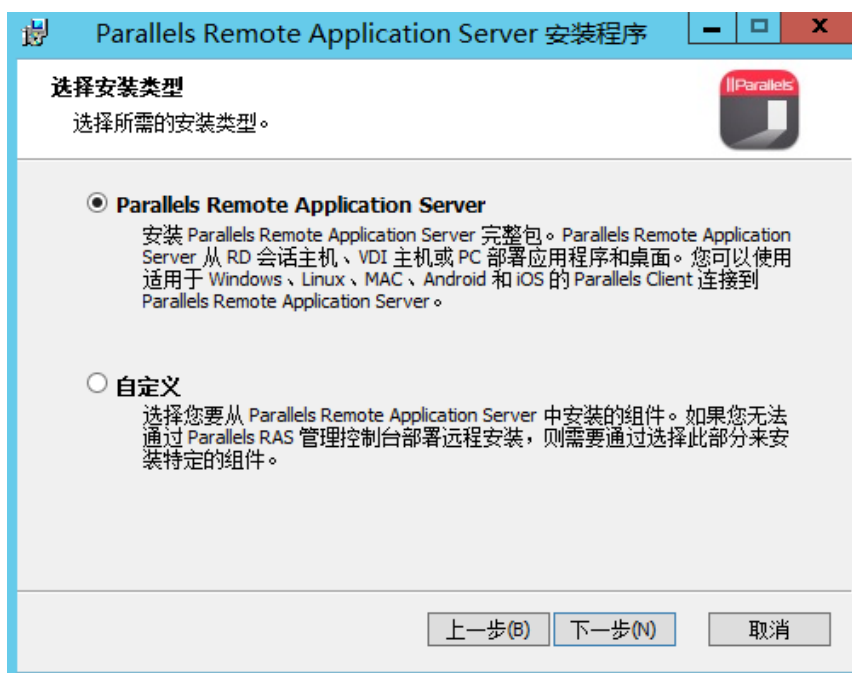 Parallels Remote Application Server 安装程序
选择安装类型
||Parallels
选择所需的安装类型。
Parallels Remote Application Server
安装 Parallels Remote Application Server 完整包。Parallels Remote Application
Server 从 RD 会话主机、VDI 主机或 PC 部署应用程序和桌面。您可以使用
适用于 Windows、Linux、MAC、Android 和 iOS 的 Parallels Client 连接到
Parallels Remote Application Server。
自定义
选择您要从 Parallels Remote Application Server 中安装的组件。如果您无法
通过 Parallels RAS 管理控制台部署远程安装，则需要通过选择此部分来安
装特定的组件。
上一步(B) 下一步(N) 取消